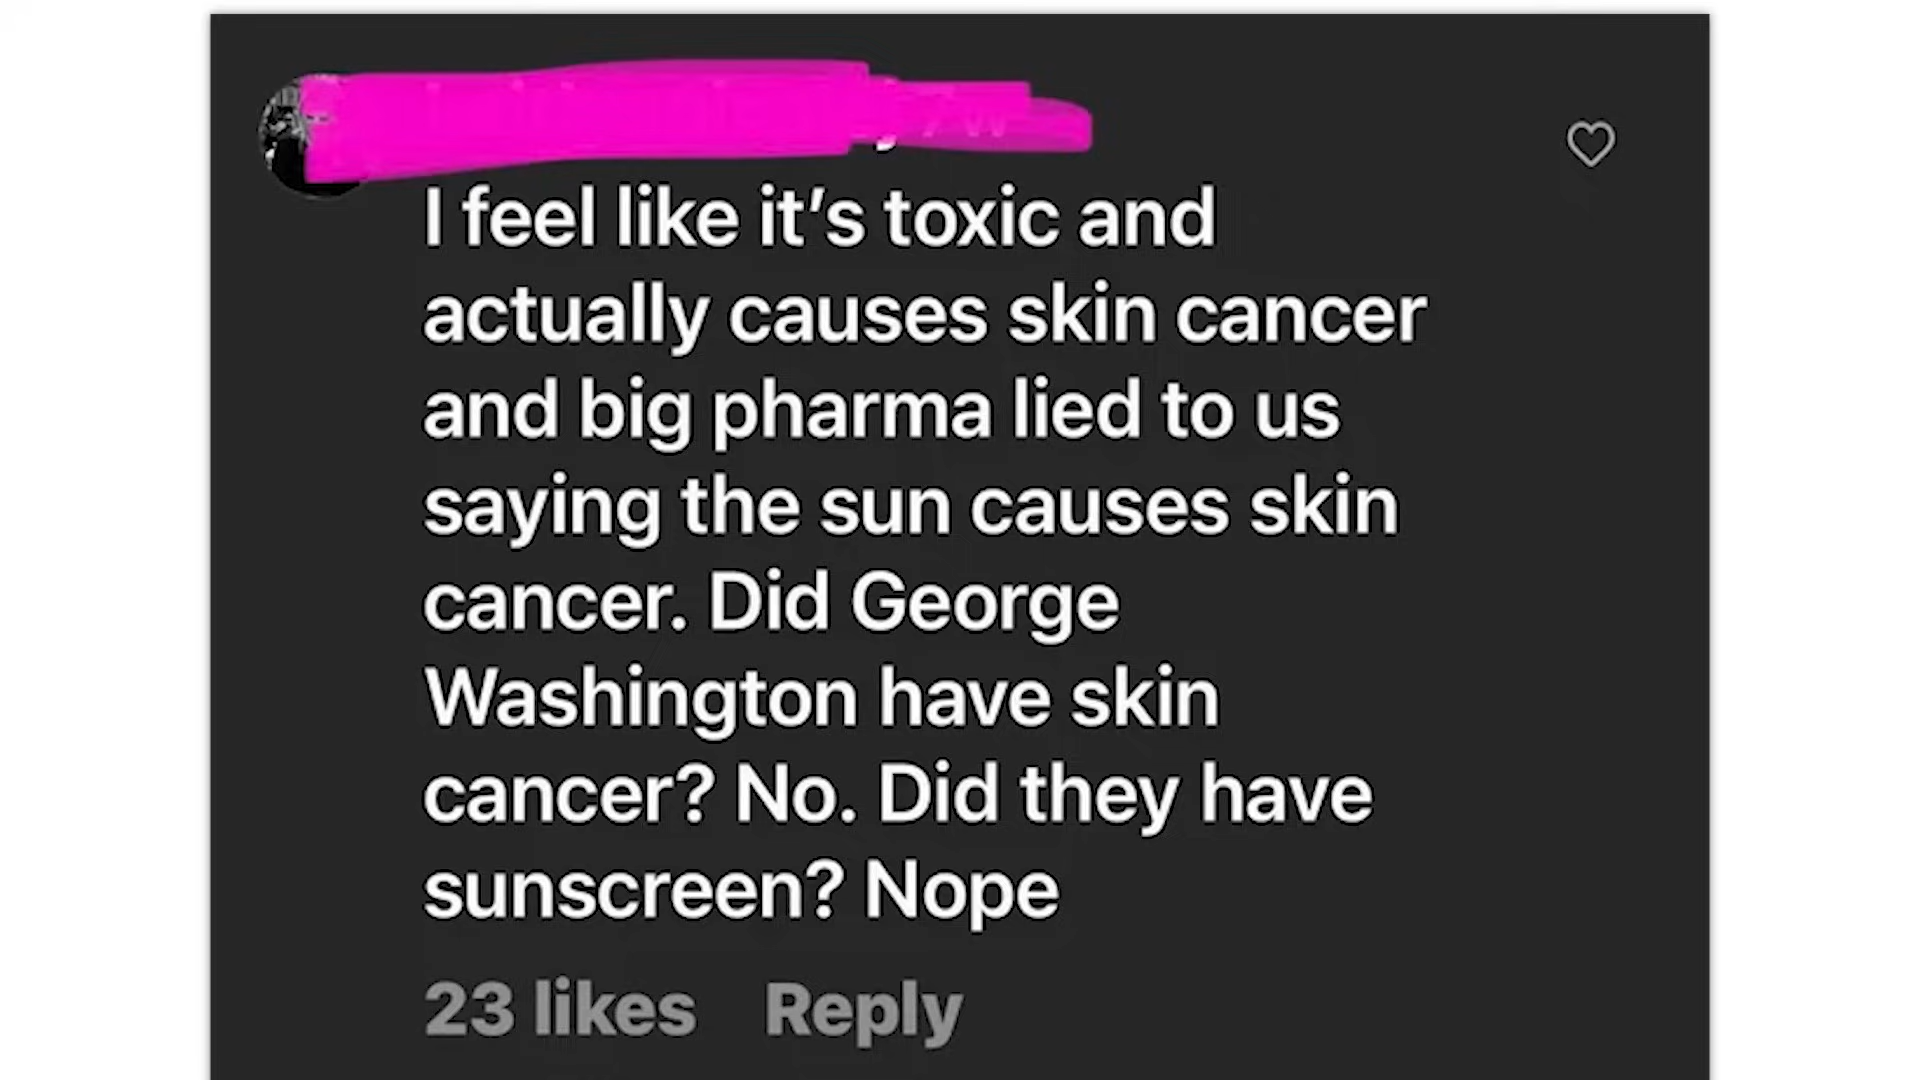 I feel like it’s toxic and
actually causes skin cancer
and big pharma lied to us
saying the sun causes skin
cancer. Did George
Washington have skin
cancer? No. Did they have
sunscreen? Nope
23 likes Reply